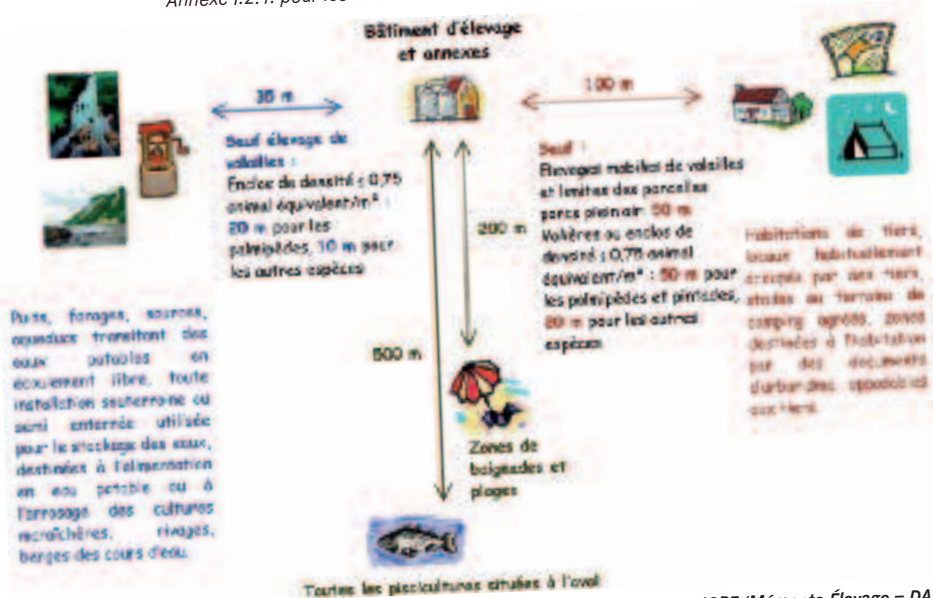 Annexe I.2.1. pour les
Bâtiment d'élevage
et annexes
35 m
100 m
Sauf élevage de
volailles :
Enclos de densité ≤ 0,75
animal équivalent/m² :
20 m pour les
palmipèdes, 10 m pour
les autres espèces
Sauf :
Elevages mobiles de volailles
et limites des parcelles
parcs plein air: 50 m
Volières ou enclos de
densité ≤ 0,75 animal
équivalent/m² : 50 m pour
les palmipèdes et pintades,
20 m pour les autres
espèces
200 m
500 m
Puits, forages, sources,
aqueducs transitant des
eaux potables en
écoulement libre, toute
installation souterraine ou
semi enterrée utilisée
pour le stockage des eaux,
destinées à l'alimentation
en eau potable ou à
l'arrosage des cultures
maraîchères, rivages,
berges des cours d'eau.
Habitations de tiers,
locaux habituellement
occupés par des tiers,
stades ou terrains de
camping agréés, zones
destinées à l'habitation
par des documents
d'urbanisme opposables
aux tiers.
Zones de
baignades et
plages
Toutes les piscicultures situées à l'aval
(Mémento Élevage – DA